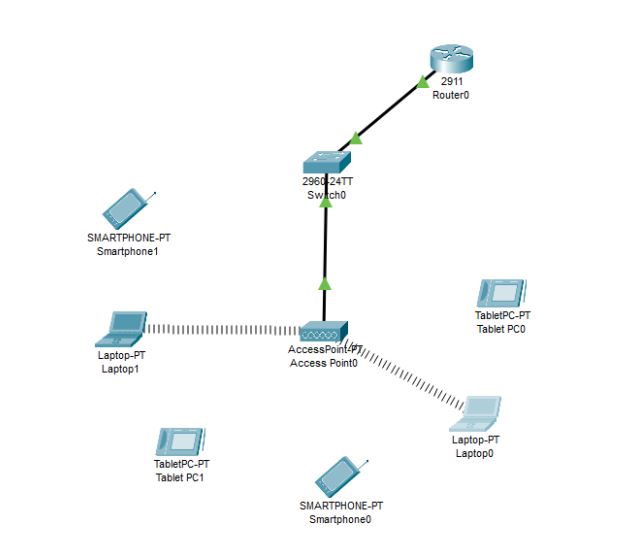 2911
Router0
2960-24TT
Switch0
SMARTPHONE-PT
Smartphone1
TabletPC-PT
Tablet PC0
Laptop-PT
Laptop1
AccessPoint-PT
Access Point0
Laptop-PT
Laptop0
TabletPC-PT
Tablet PC1
SMARTPHONE-PT
Smartphone0